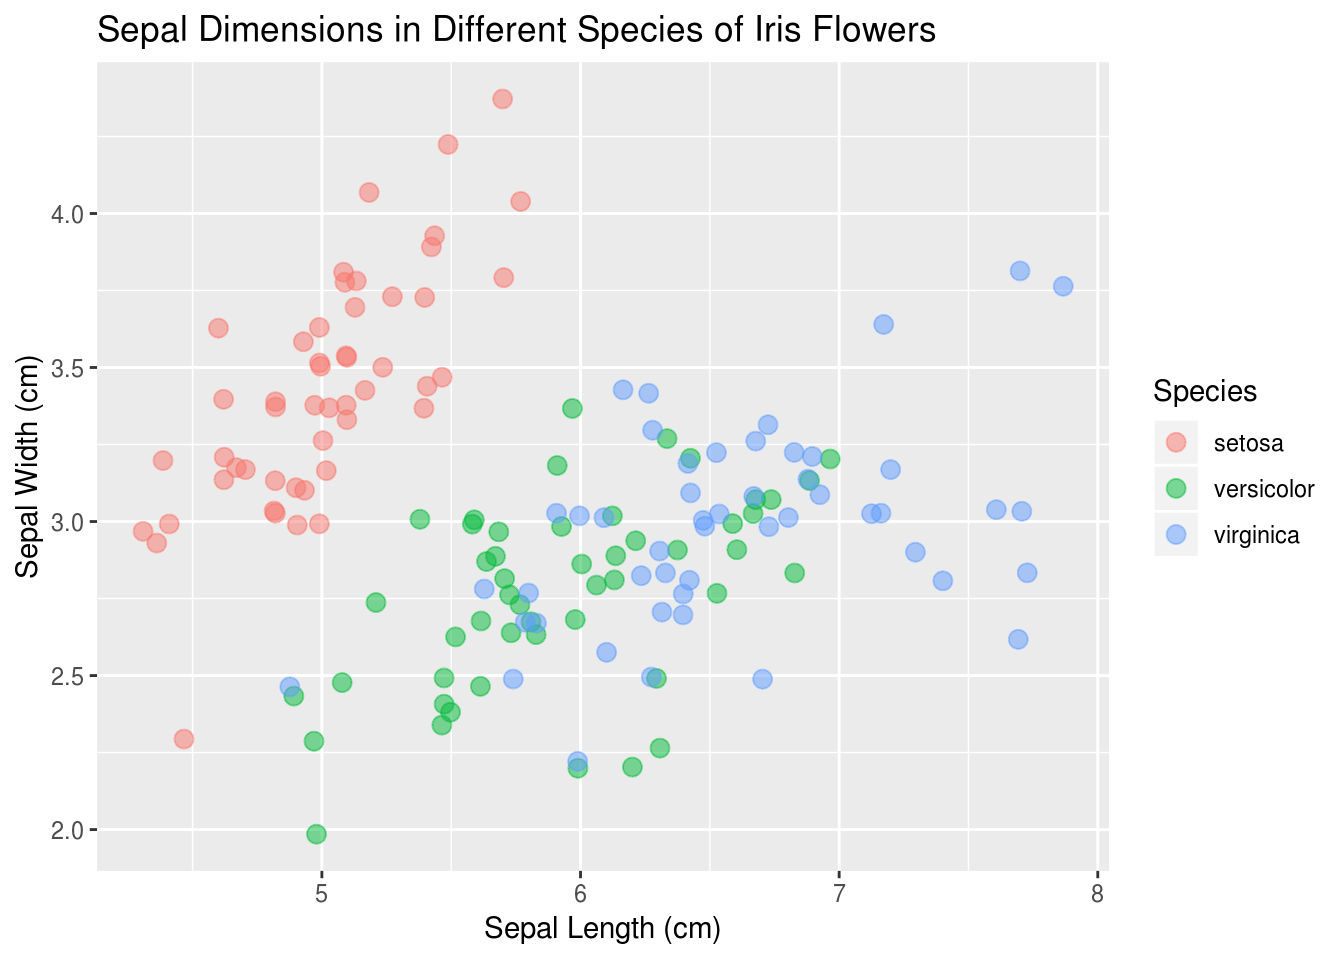 Sepal Dimensions in Different Species of Iris Flowers
Sepal Width (cm)
4.0
3.5
3.0
2.5
2.0
5 6 7 8
Sepal Length (cm)
Species
setosa
versicolor
virginica